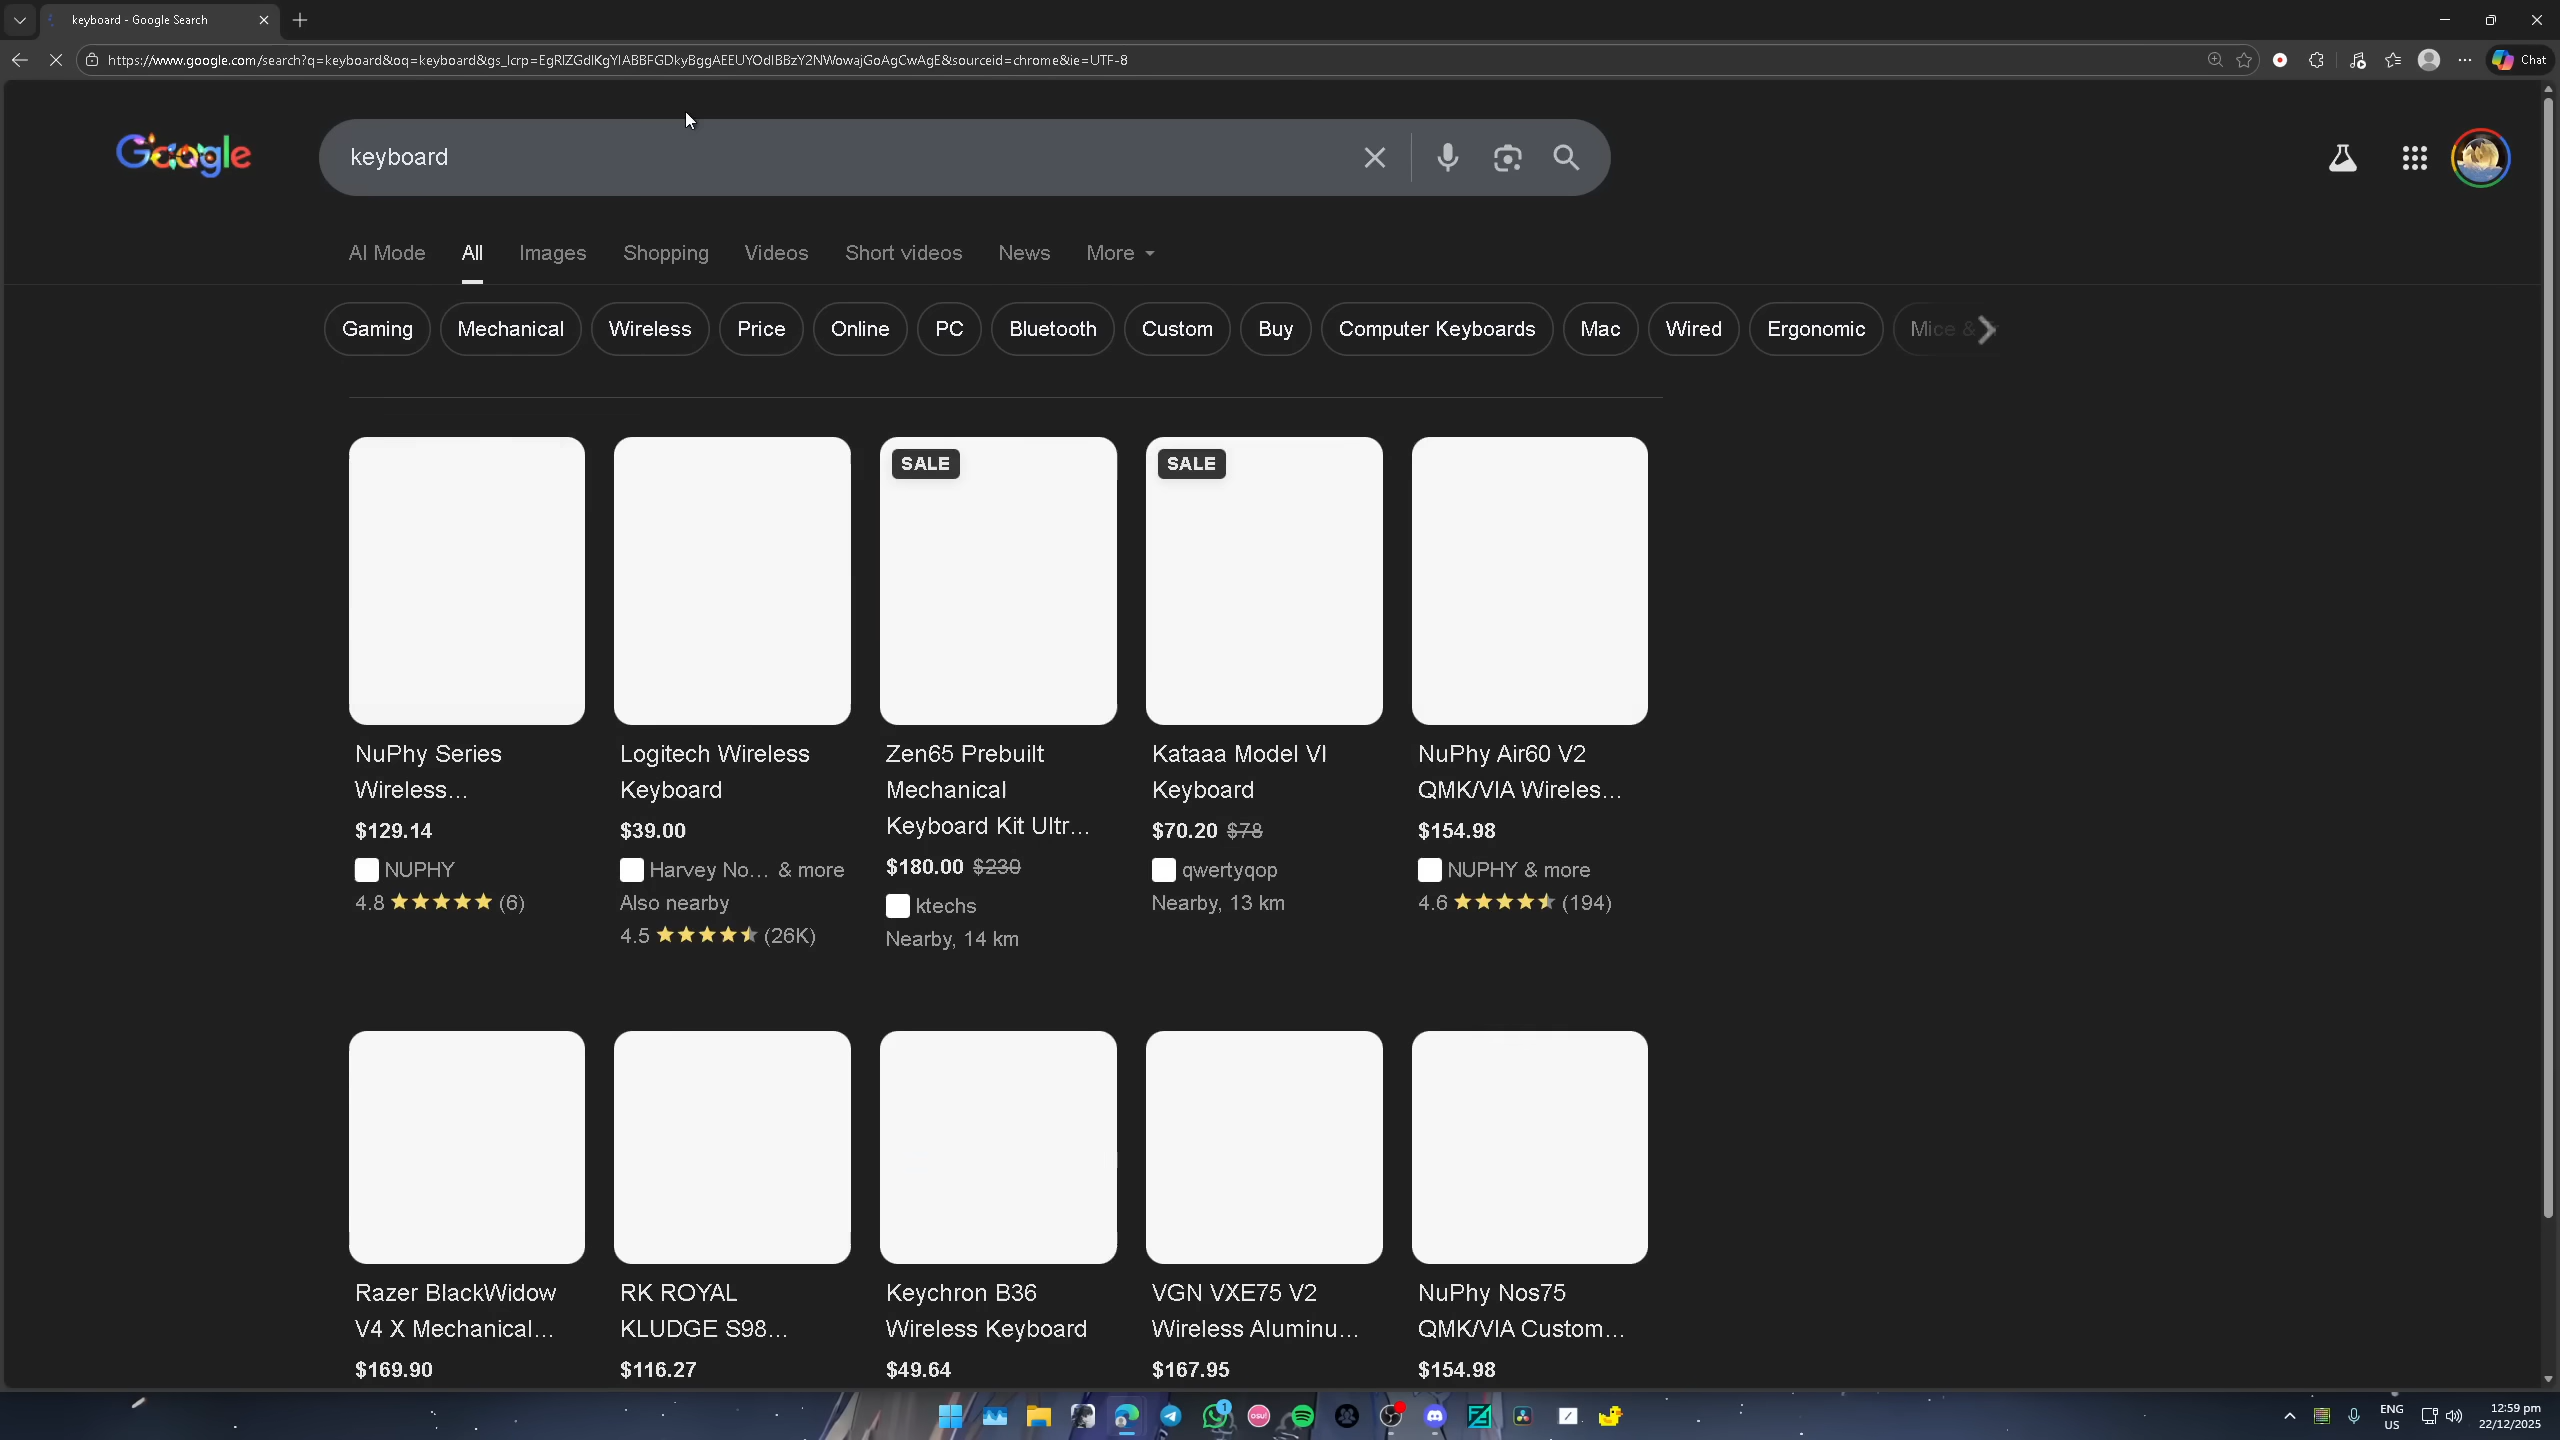 keyboard - Google Search
https://www.google.com/search?q=keyboard&oq=keyboard&gs_lcrp=EgRlZGdlKgYIABBFGDkyBggAEEUYOdIBBzY2NWowajGoAgCwAgE&sourceid=chrome&ie=UTF-8
Chat
Google
keyboard
AI Mode All Images Shopping Videos Short videos News More
Gaming Mechanical Wireless Price Online PC Bluetooth Custom Buy Computer Keyboards Mac Wired Ergonomic Mice &
SALE SALE
NuPhy Series
Wireless...
$129.14
NUPHY
4.8 (6)
Logitech Wireless
Keyboard
$39.00
Harvey No... & more
Also nearby
4.5 (26K)
Zen65 Prebuilt
Mechanical
Keyboard Kit Ultr...
$180.00 $230
ktechs
Nearby, 14 km
Kataaa Model VI
Keyboard
$70.20 $78
qwertyqop
Nearby, 13 km
NuPhy Air60 V2
QMK/VIA Wireles...
$154.98
NUPHY & more
4.6 (194)
Razer BlackWidow
V4 X Mechanical...
$169.90
RK ROYAL
KLUDGE S98...
$116.27
Keychron B36
Wireless Keyboard
$49.64
VGN VXE75 V2
Wireless Aluminu...
$167.95
NuPhy Nos75
QMK/VIA Custom...
$154.98
1
osu!
ENG
US
12:59 pm
22/12/2025